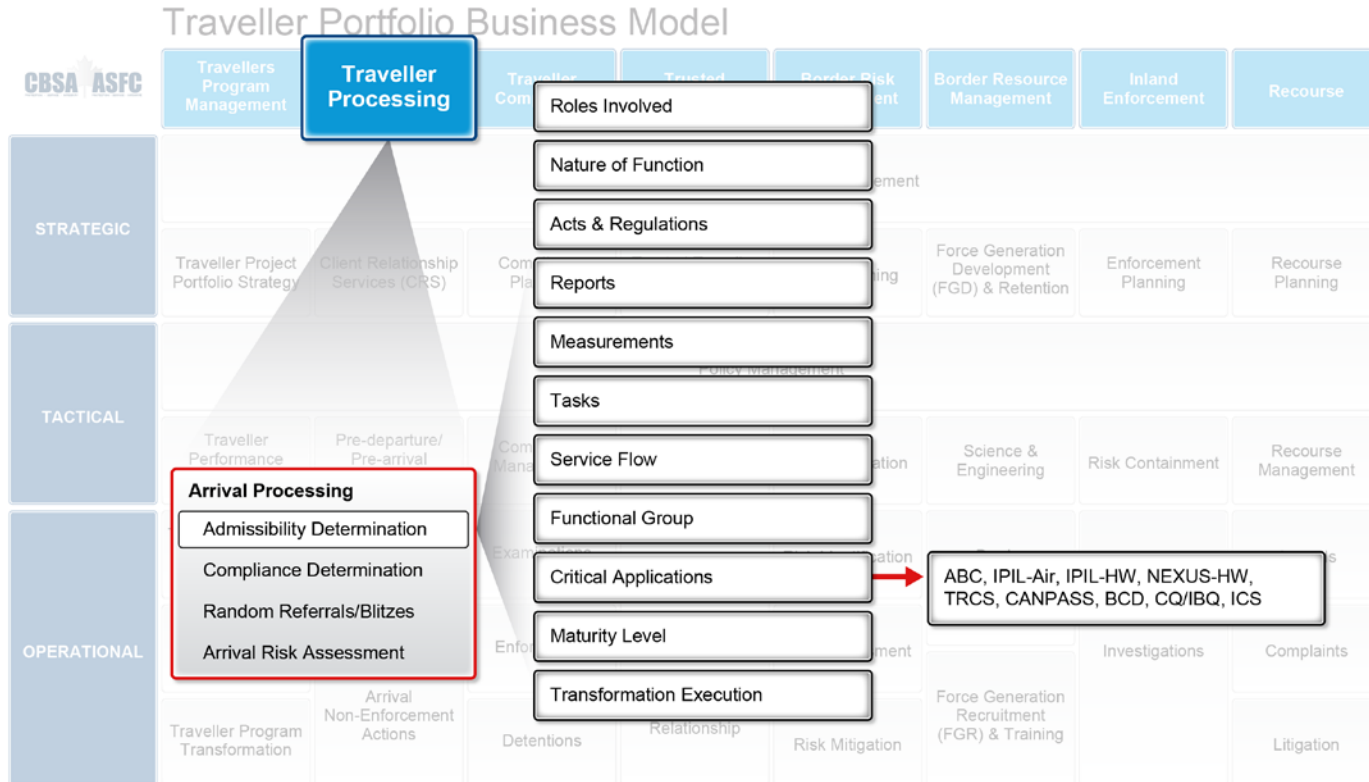 Traveller Portfolio Business Model
CBSA ASFC
Travellers
Program
Management
Traveller
Processing
Border Resource
Management
Inland
Enforcement
Recourse
Roles Involved
Nature of Function
Acts & Regulations
Reports
Measurements
Tasks
Service Flow
Functional Group
Critical Applications
Maturity Level
Transformation Execution
ABC, IPIL-Air, IPIL-HW, NEXUS-HW,
TRCS, CANPASS, BCD, CQ/IBQ, ICS
STRATEGIC
Traveller Project
Portfolio Strategy
Client Relationship
Services (CRS)
Force Generation
Development
(FGD) & Retention
Enforcement
Planning
Recourse
Planning
TACTICAL
Policy Management
Traveller
Performance
Pre-departure/
Pre-arrival
Science &
Engineering
Risk Containment
Recourse
Management
Arrival Processing
Admissibility Determination
Compliance Determination
Random Referrals/Blitzes
Arrival Risk Assessment
OPERATIONAL
Examinations
Investigations
Complaints
Traveller Program
Transformation
Arrival
Non-Enforcement
Actions
Detentions
Relationship
Risk Mitigation
Force Generation
Recruitment
(FGR) & Training
Litigation